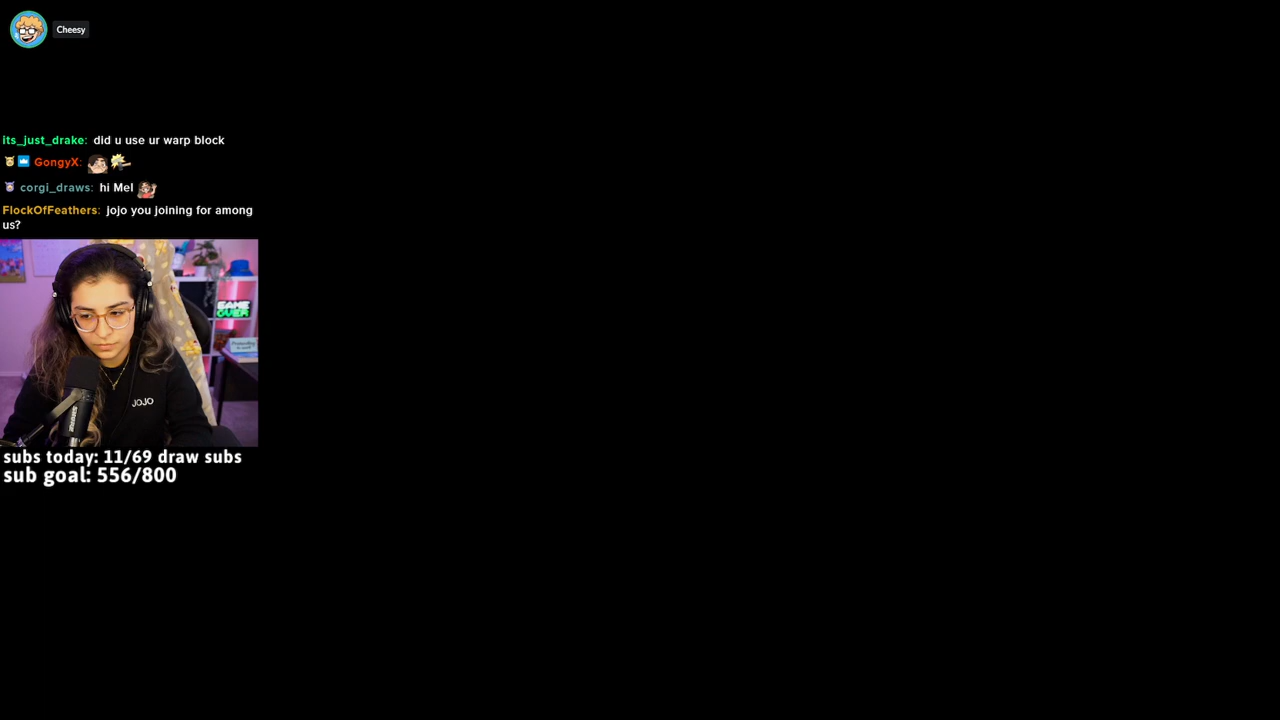 Cheesy
its_just_drake: did u use ur warp block
GongyX:
corgi_draws: hi Mel
FlockOfFeathers: jojo you joining for among
us?
GAME
OVER
JOJO
SHURE
subs today: 11/69 draw subs
sub goal: 556/800